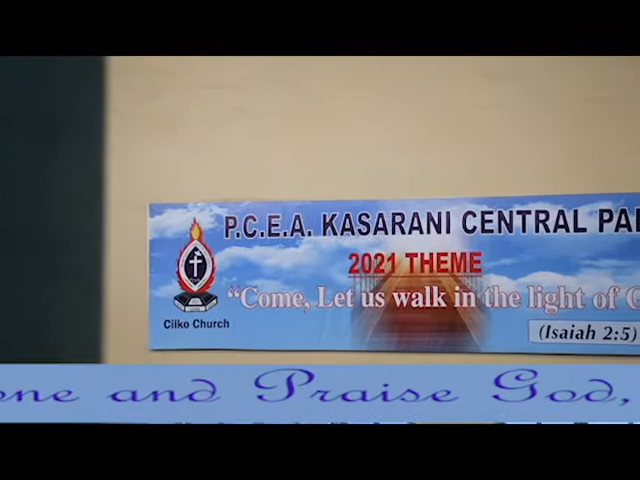 P.C.E.A. KASARANI CENTRAL PA
2021 THEME
"Come, Let us walk in the light of
(Isaiah 2:5)
Ciiko Church
one and Praise God,